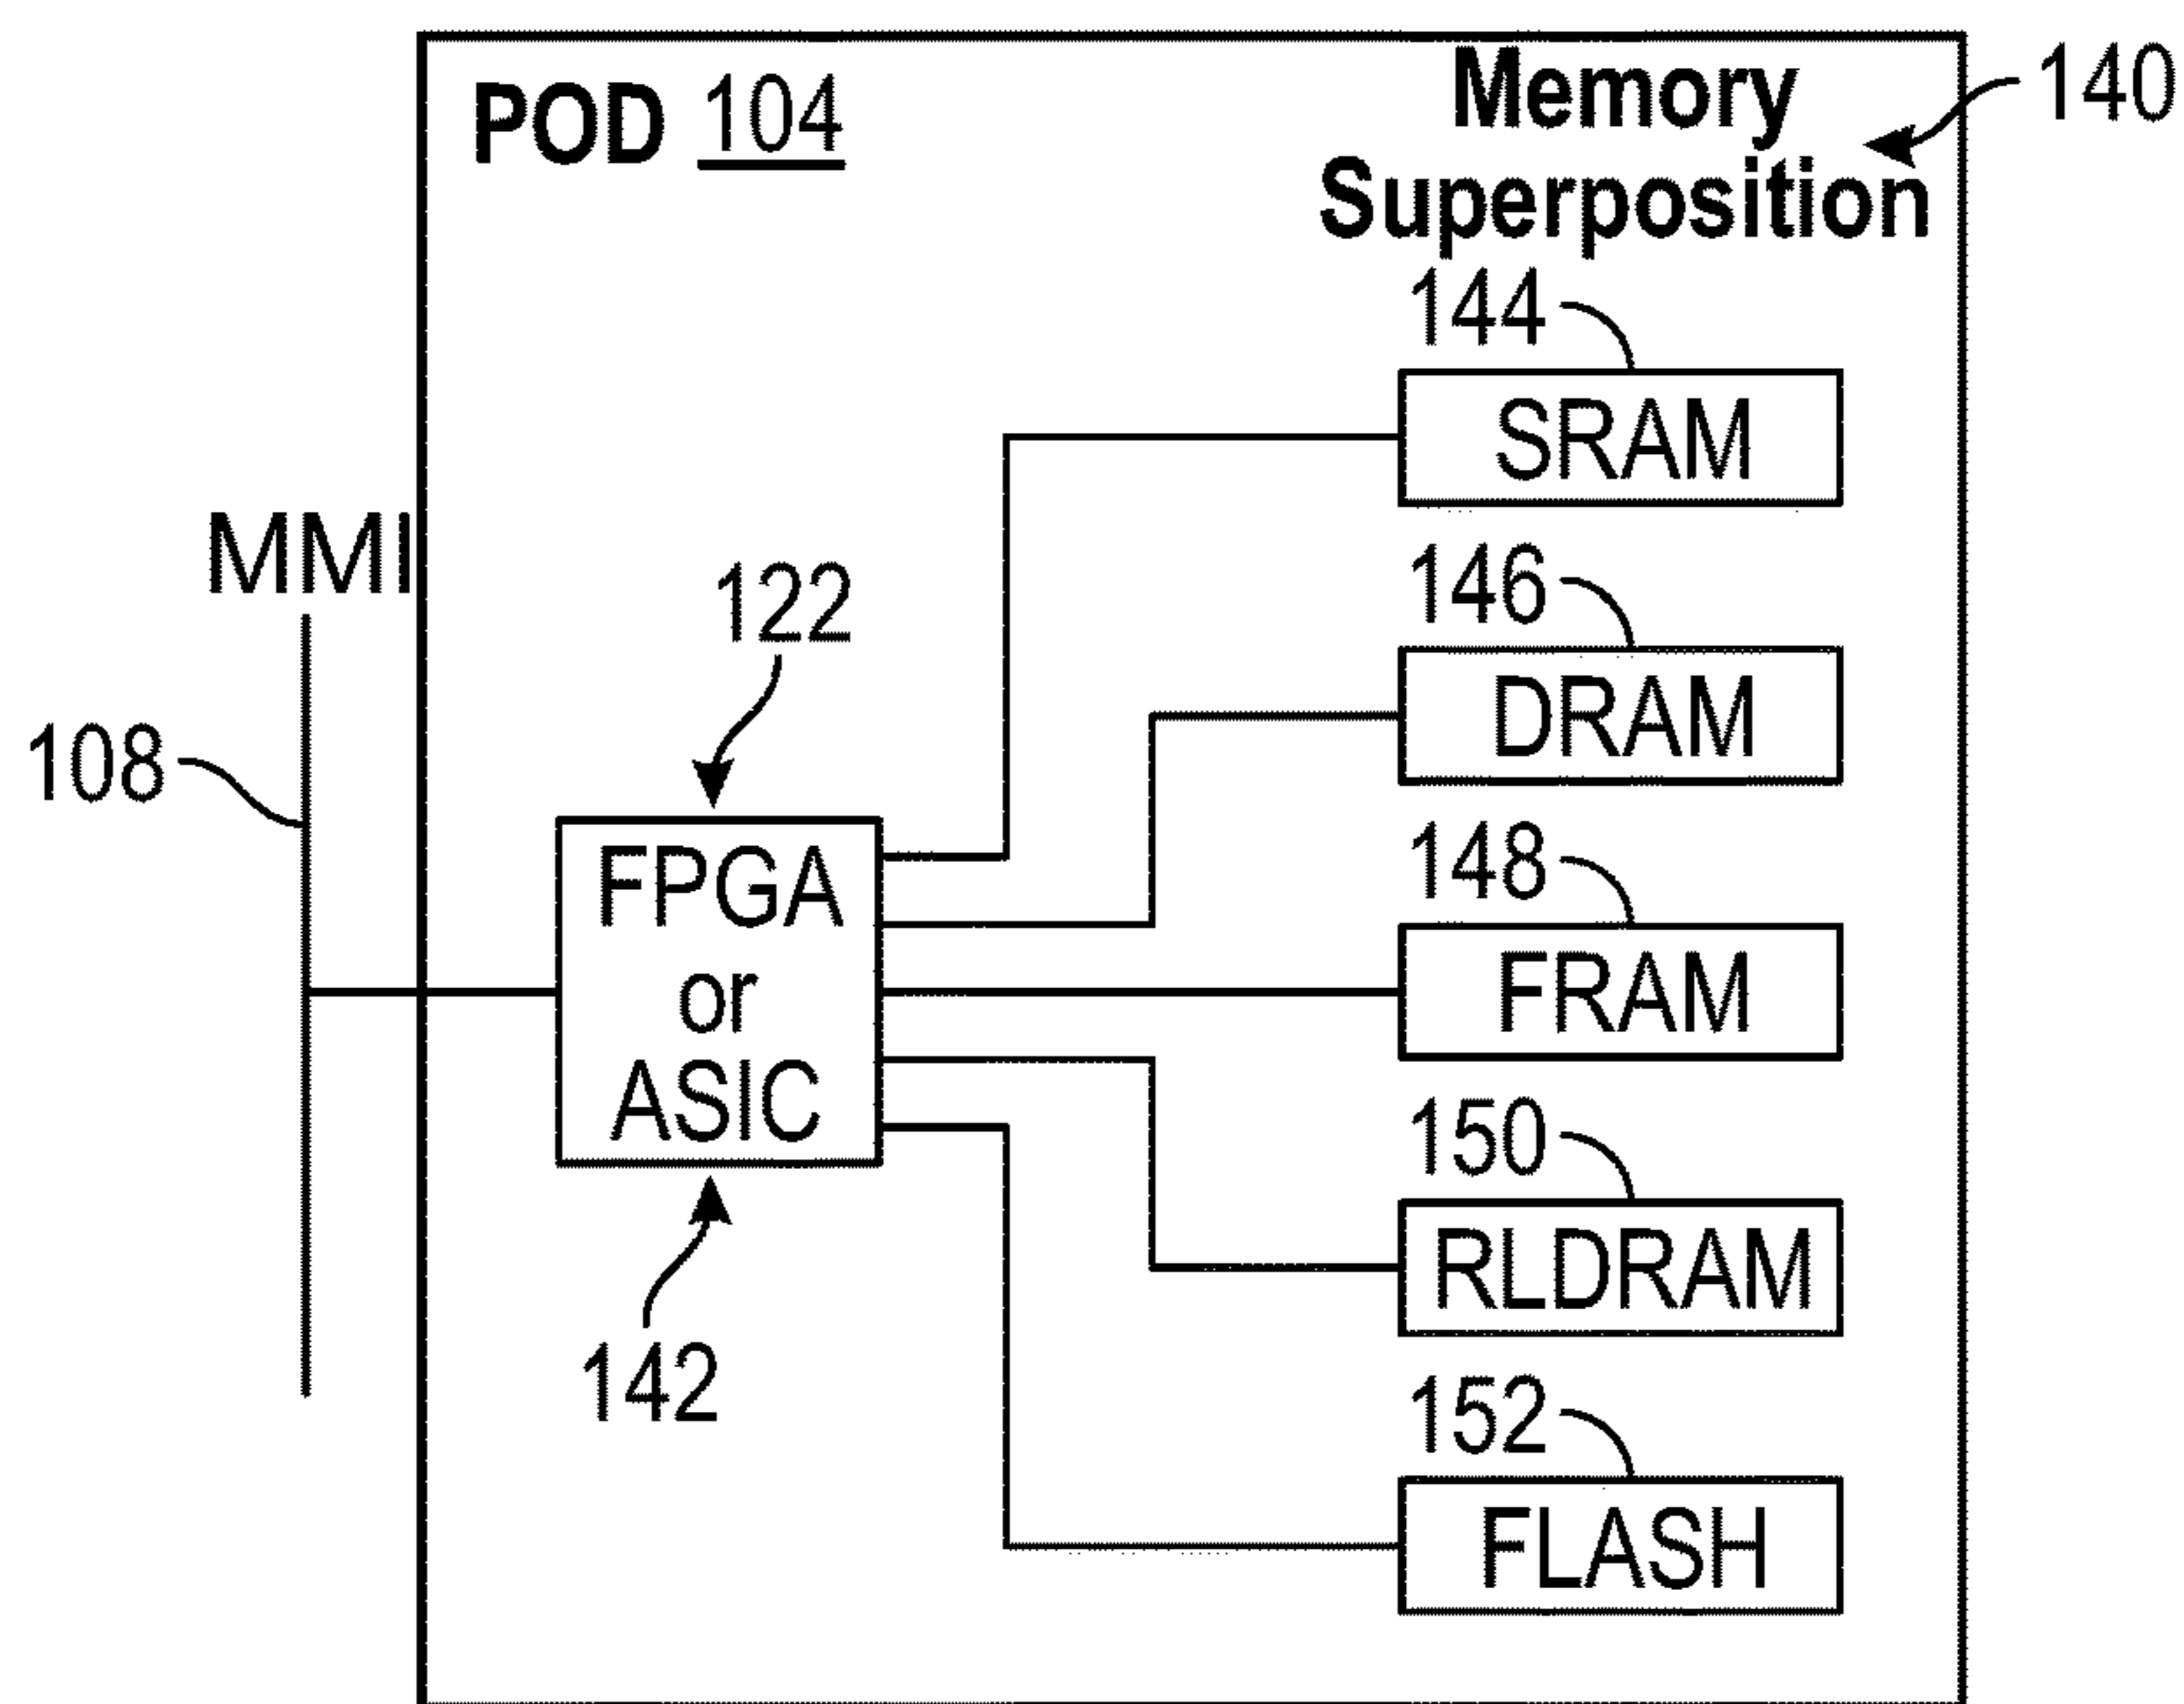 POD 104
Memory
Superposition
140
144
SRAM
MMI
146
DRAM
122
108
148
FPGA
or
ASIC
FRAM
150
RLDRAM
142
152
FLASH